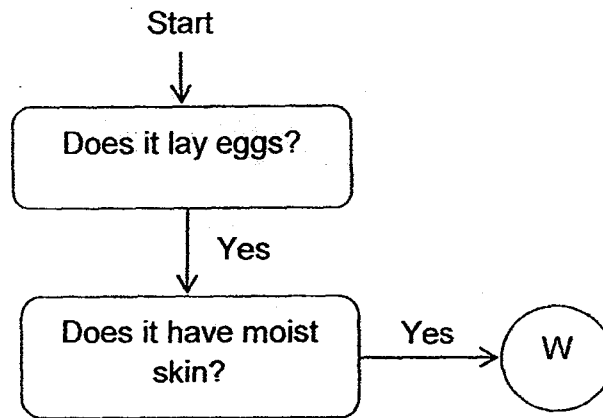 Start
Does it lay eggs?
Yes
Does it have moist
skin?
Yes
W